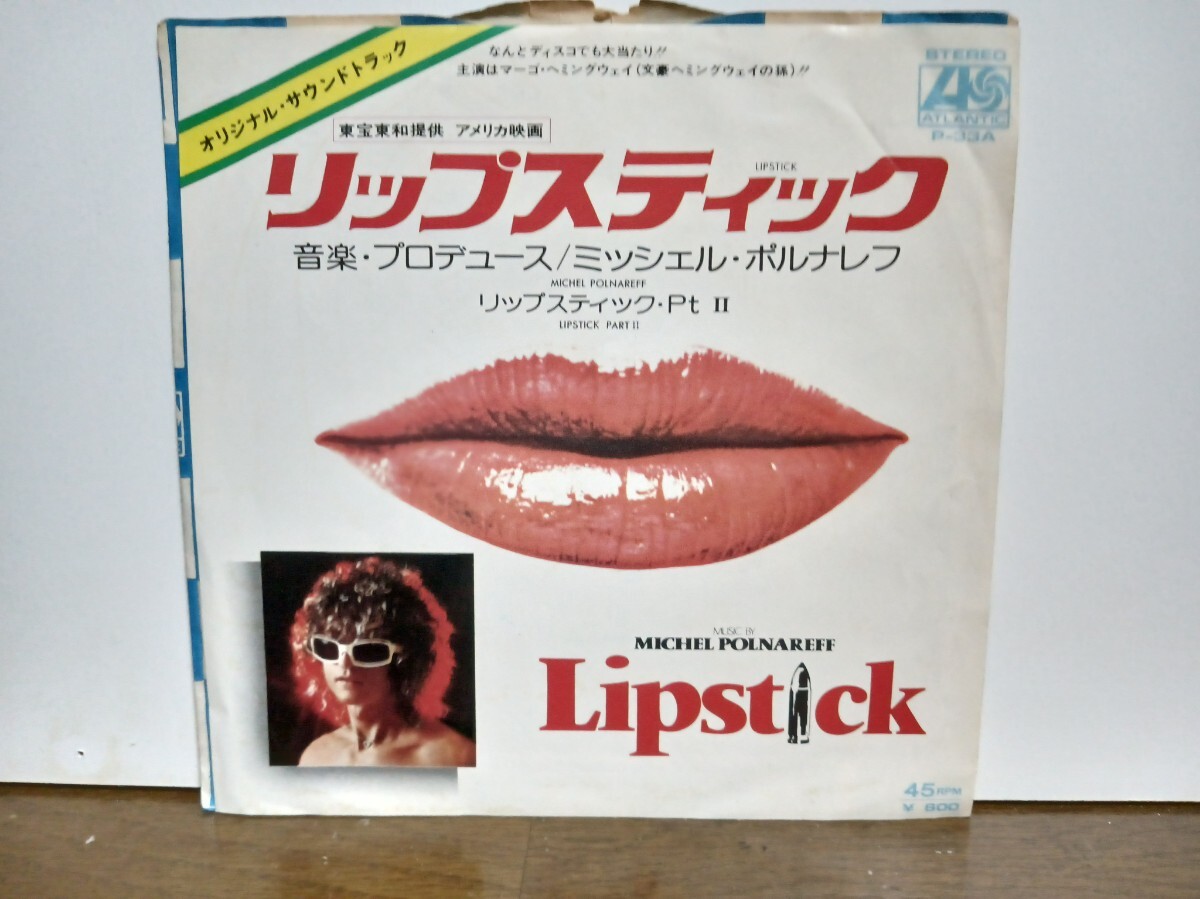 オリジナル・サウンドトラック
なんとディスコでも大当たり!!
主演はマーゴ・ヘミングウェイ(文豪ヘミングウェイの孫)!!
STEREO
ATLANTIC
P-33A
東宝東和提供 アメリカ映画
リップスティック
LIPSTICK
音楽・プロデュース/ミッシェル・ポルナレフ
MICHEL POLNAREFF
リップスティック・Pt II
LIPSTICK PART II
MUSIC BY
MICHEL POLNAREFF
Lipstick
45 RPM
¥ 600